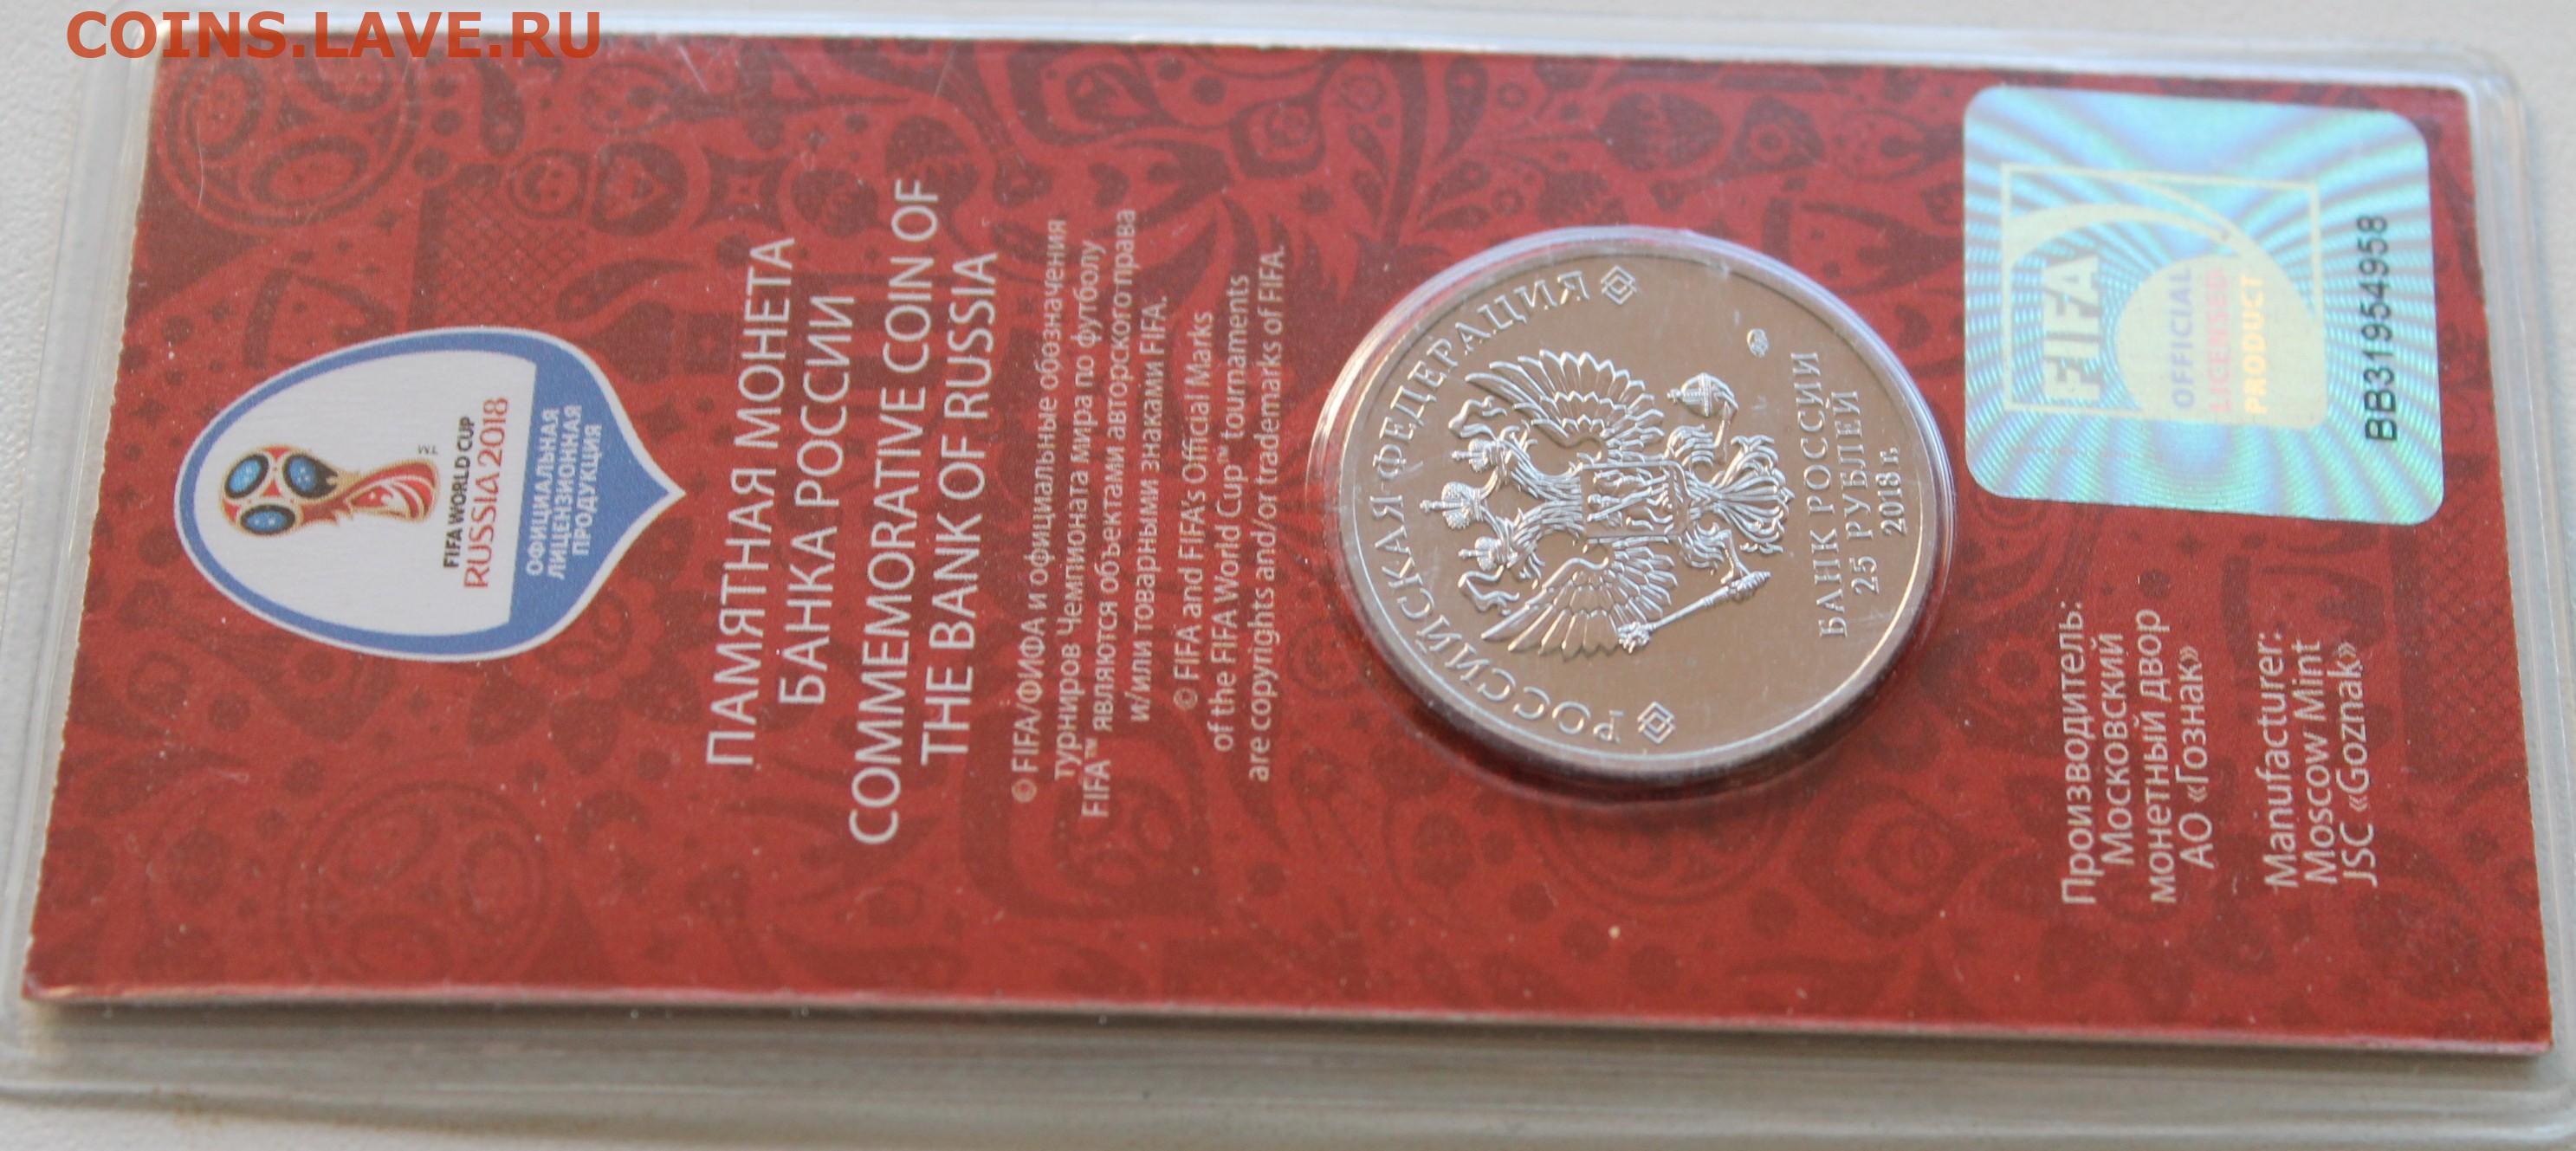 COINS.LAVE.RU
FIFA WORLD CUP
RUSSIA 2018
TM
ОФИЦИАЛЬНАЯ
ЛИЦЕНЗИОННАЯ
ПРОДУКЦИЯ
ПАМЯТНАЯ МОНЕТА
БАНКА РОССИИ
COMMEMORATIVE COIN OF
THE BANK OF RUSSIA
© FIFA/ФИФА и официальные обозначения
турниров Чемпионата мира по футболу
FIFA™ являются объектами авторского права
и/или товарными знаками FIFA.
© FIFA and FIFA's Official Marks
of the FIFA World Cup™ tournaments
are copyrights and/or trademarks of FIFA.
РОССИЙСКАЯ ФЕДЕРАЦИЯ
БАНК РОССИИ
25 РУБЛЕЙ
2018 г.
FIFA
OFFICIAL
LICENSED
PRODUCT
BB3195495​8
Производитель:
Московский
монетный двор
АО «Гознак»
Manufacturer:
Moscow Mint
JSC «Goznak»